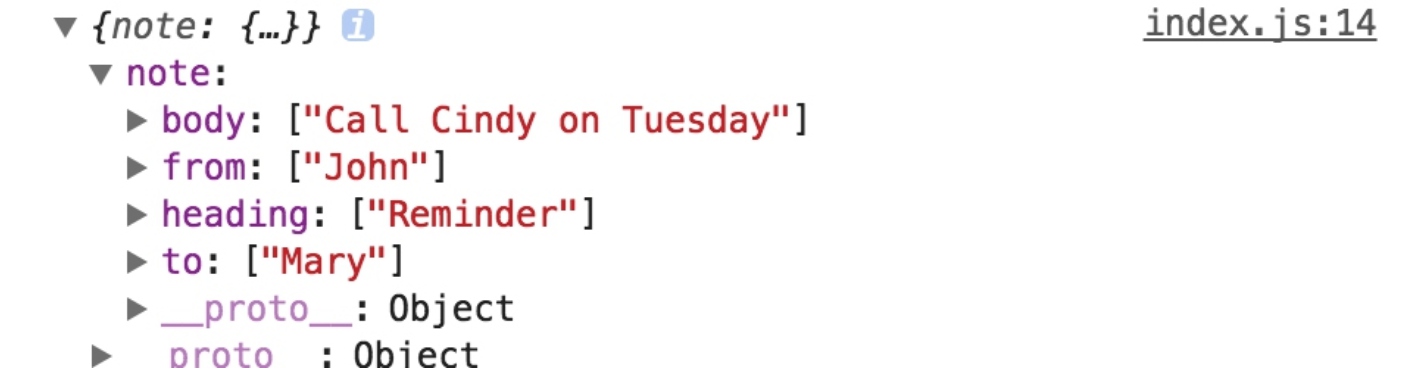 ▼ {note: {…}} i index.js:14
▼ note:
▶ body: ["Call Cindy on Tuesday"]
▶ from: ["John"]
▶ heading: ["Reminder"]
▶ to: ["Mary"]
▶ __proto__: Object
▶ __proto__: Object